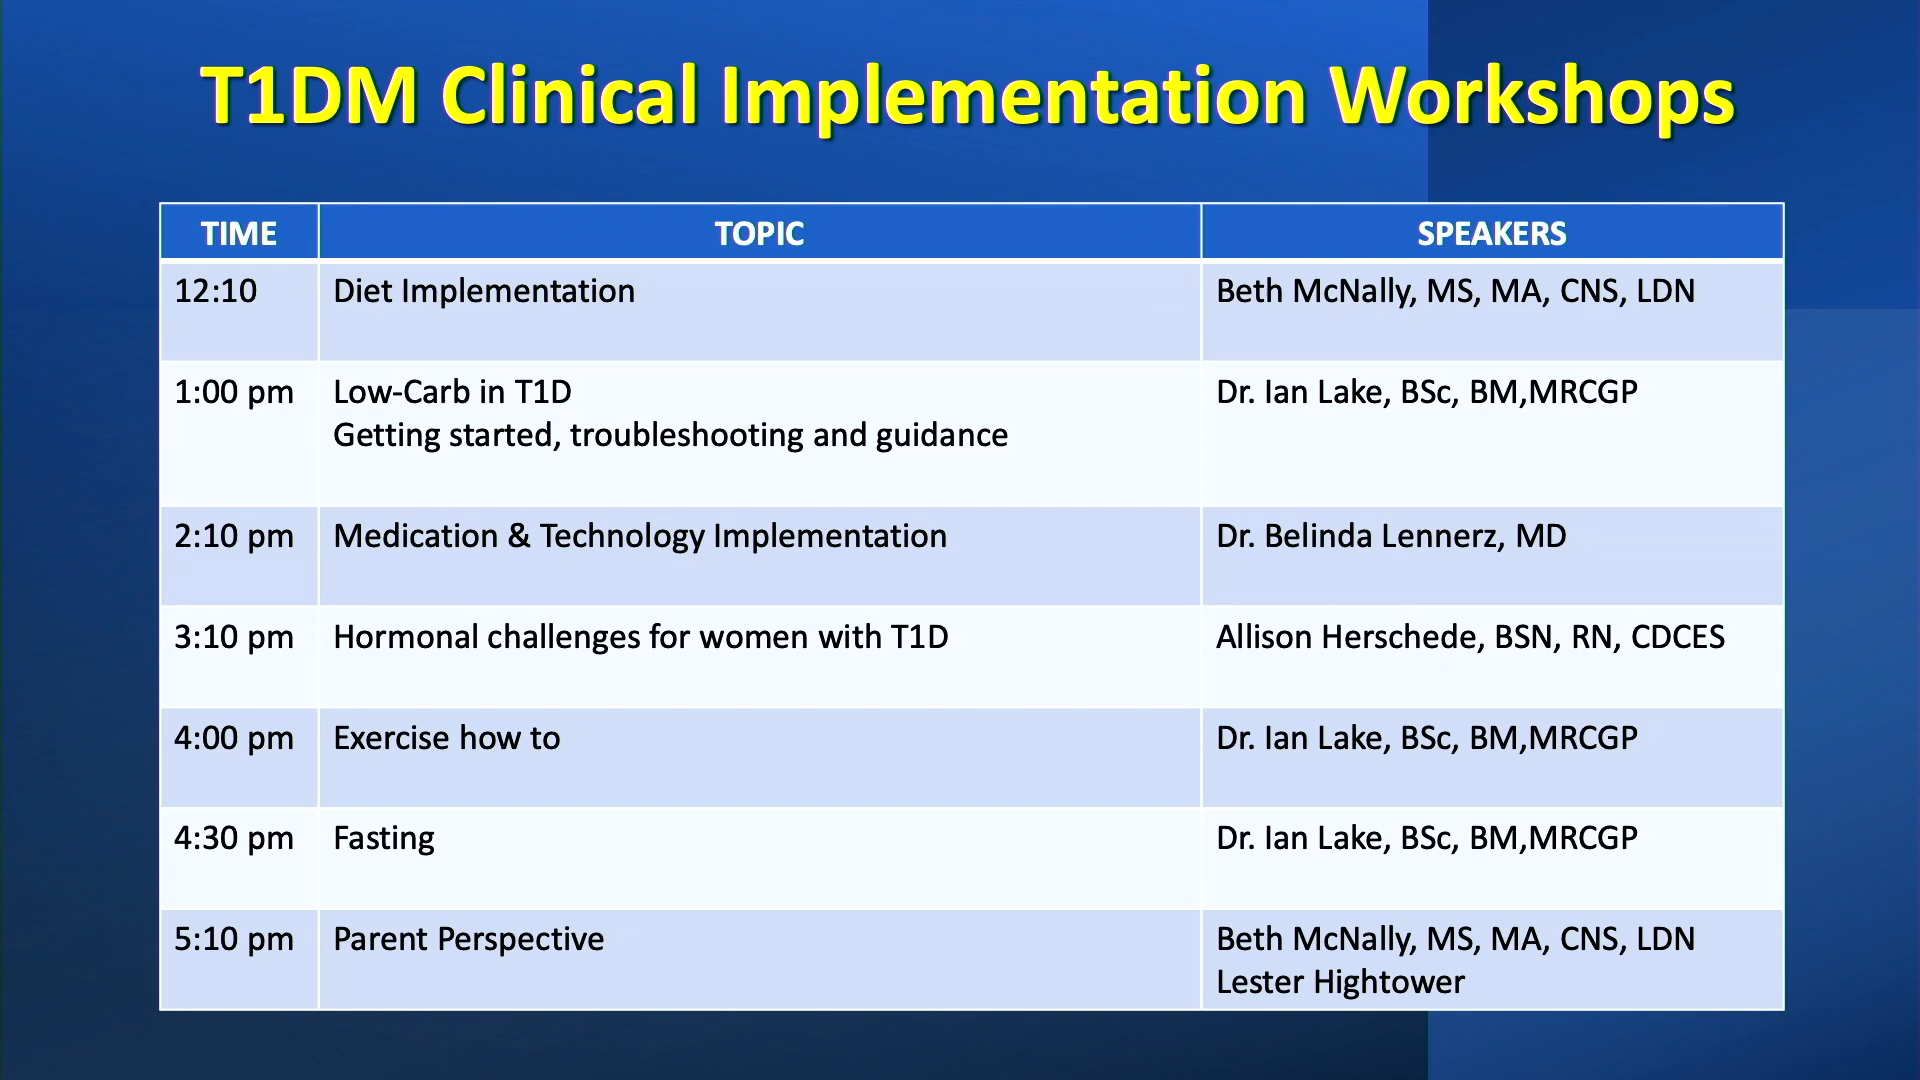 T1DM Clinical Implementation Workshops
TIME TOPIC SPEAKERS
12:10 Diet Implementation Beth McNally, MS, MA, CNS, LDN
1:00 pm Low-Carb in T1D Dr. Ian Lake, BSc, BM,MRCGP
Getting started, troubleshooting and guidance
2:10 pm Medication & Technology Implementation Dr. Belinda Lennerz, MD
3:10 pm Hormonal challenges for women with T1D Allison Herschede, BSN, RN, CDCES
4:00 pm Exercise how to Dr. Ian Lake, BSc, BM,MRCGP
4:30 pm Fasting Dr. Ian Lake, BSc, BM,MRCGP
5:10 pm Parent Perspective Beth McNally, MS, MA, CNS, LDN
Lester Hightower